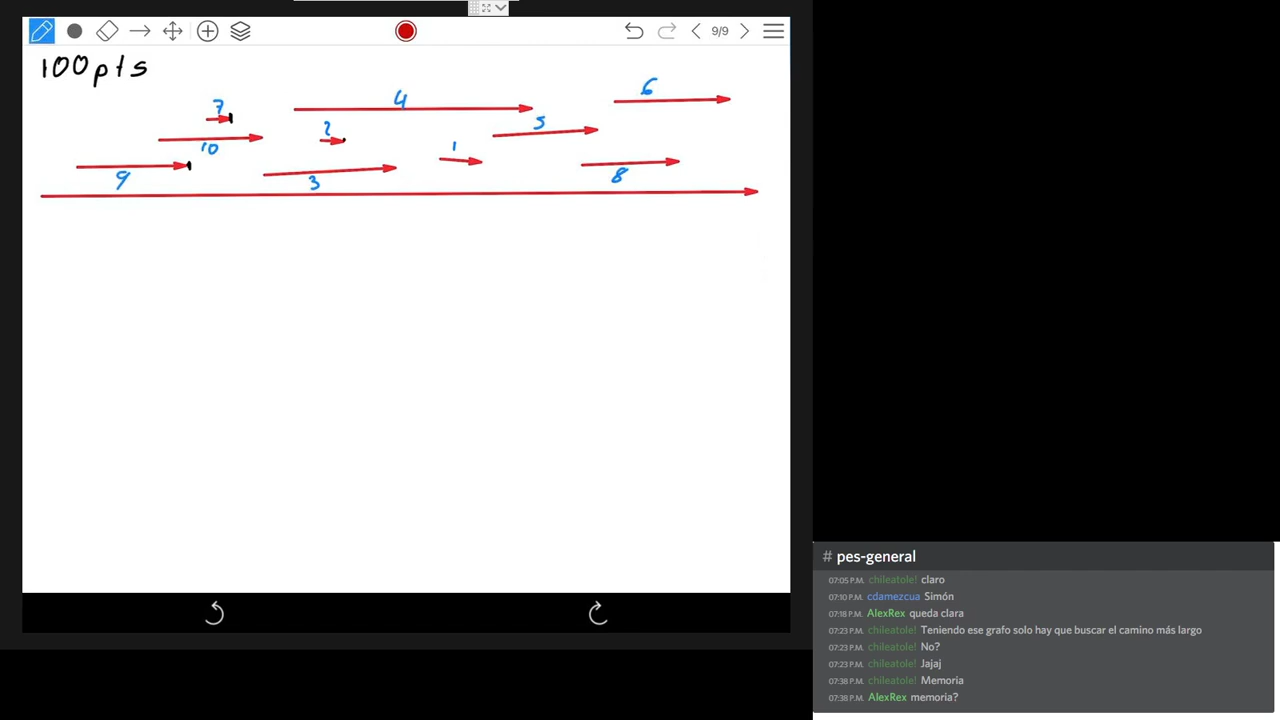 9/9
100pts
6
4
7
2
5
10
1
9
3
8
# pes-general
07:05 P.M. chileatole! claro
07:10 P.M. cdamezcua Simón
07:18 P.M. AlexRex queda clara
07:23 P.M. chileatole! Teniendo ese grafo solo hay que buscar el camino más largo
07:23 P.M. chileatole! No?
07:23 P.M. chileatole! Jajaj
07:38 P.M. chileatole! Memoria
07:38 P.M. AlexRex memoria?